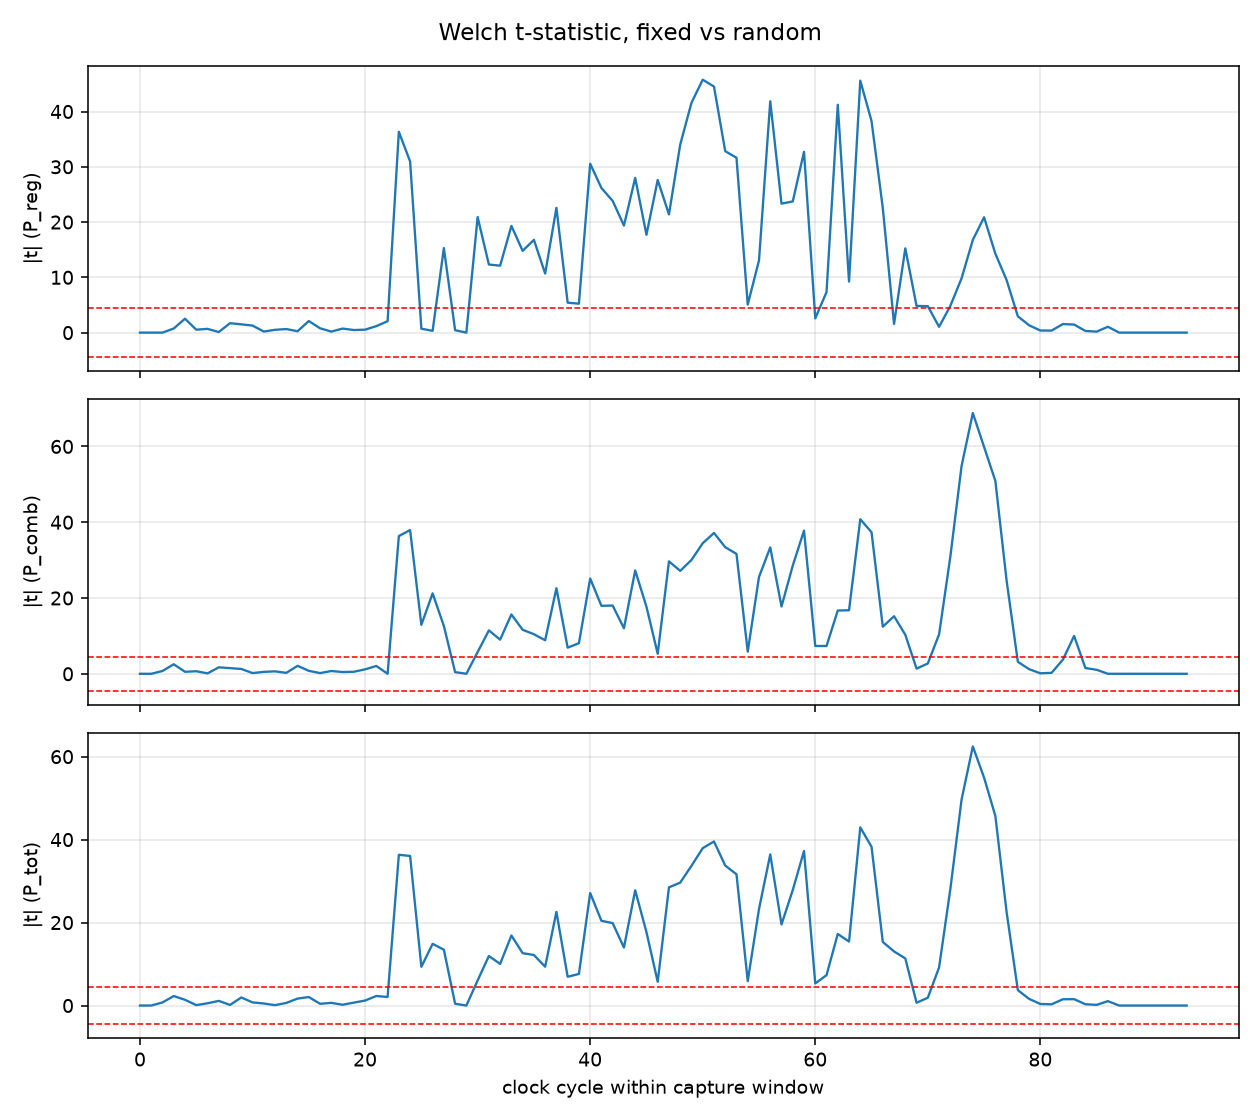 Welch t-statistic, fixed vs random
|t| (P_reg)
40
30
20
10
0
|t| (P_comb)
60
40
20
0
|t| (P_tot)
60
40
20
0
0 20 40 60 80
clock cycle within capture window